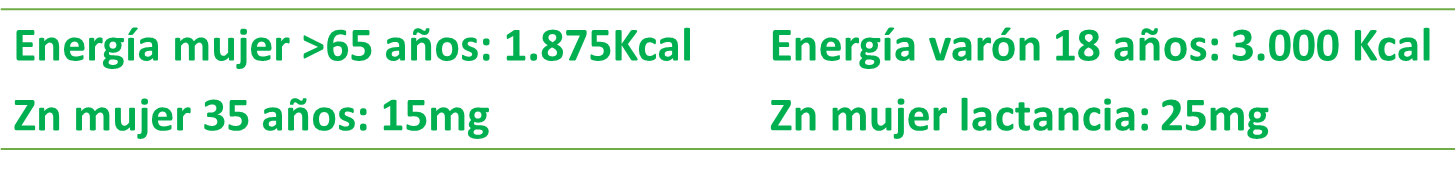 Energía mujer >65 años: 1.875Kcal Energía varón 18 años: 3.000 Kcal
Zn mujer 35 años: 15mg Zn mujer lactancia: 25mg